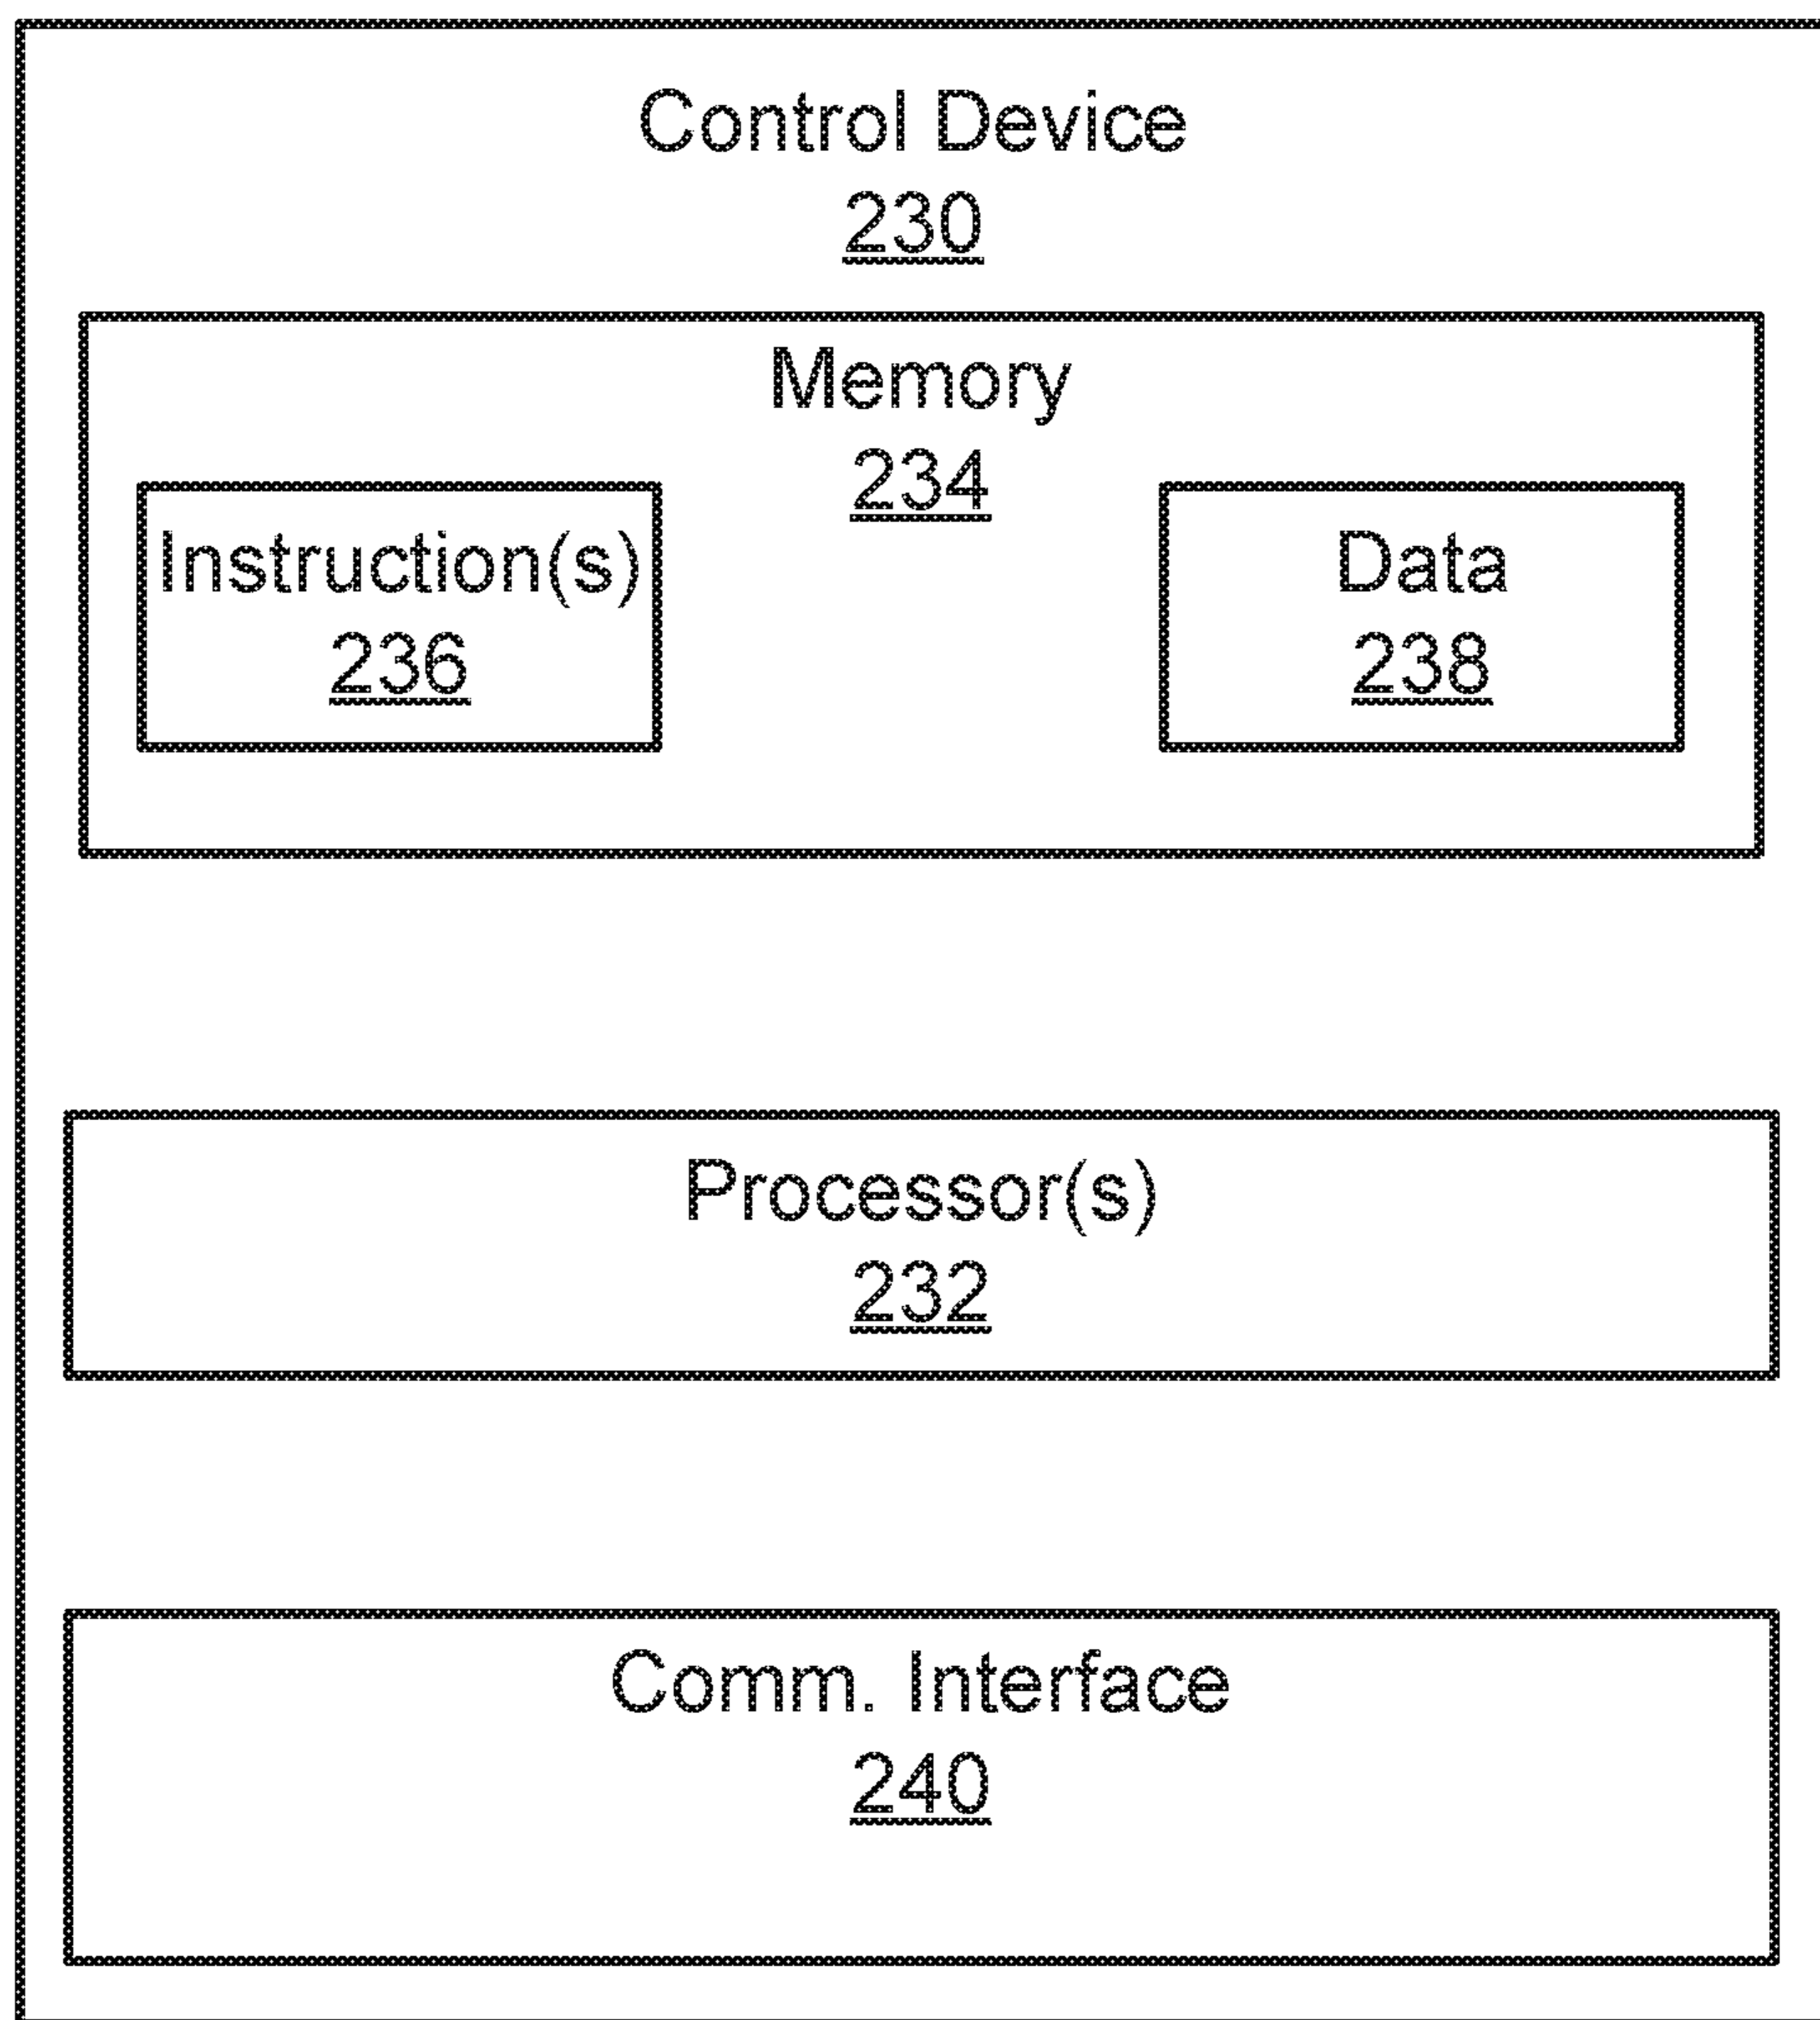 Control Device
230
Memory
234
Instruction(s)
236
Data
238
Processor(s)
232
Comm. Interface
240